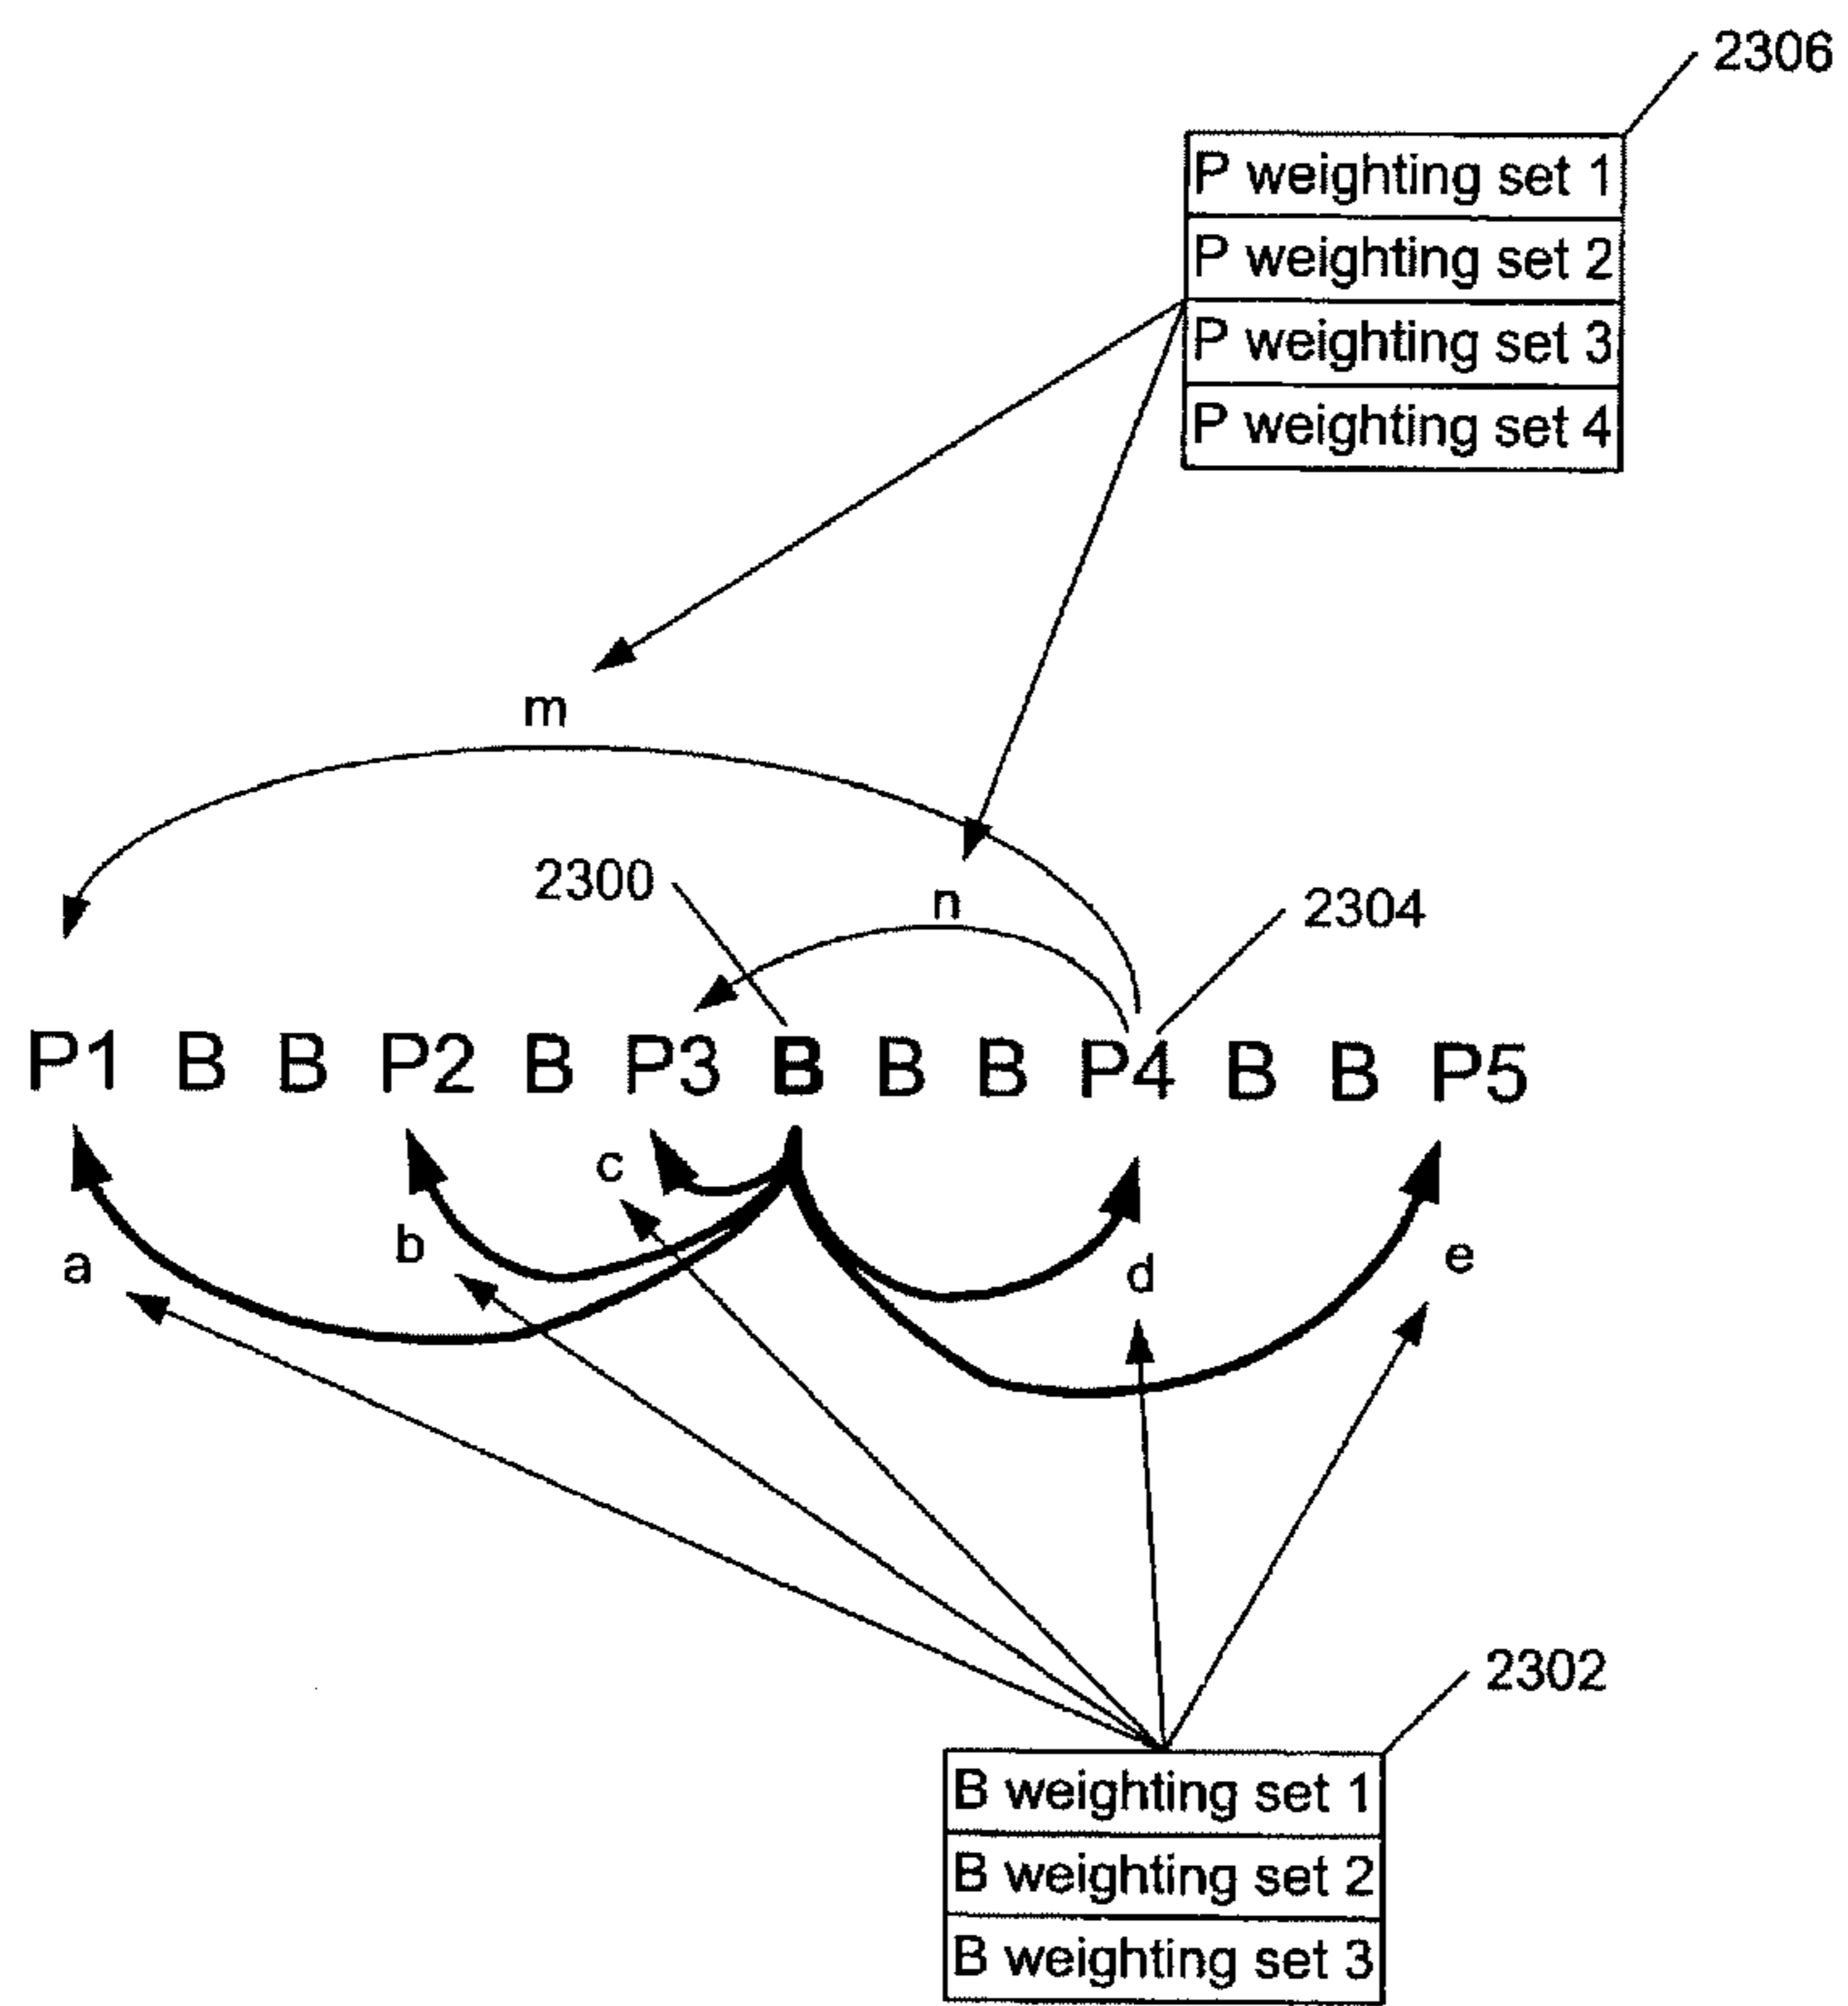 2306
P weighting set 1
P weighting set 2
P weighting set 3
P weighting set 4
m
2300
n
2304
P1 B B P2 B P3 B B B P4 B B P5
c
a
b
d
e
2302
B weighting set 1
B weighting set 2
B weighting set 3